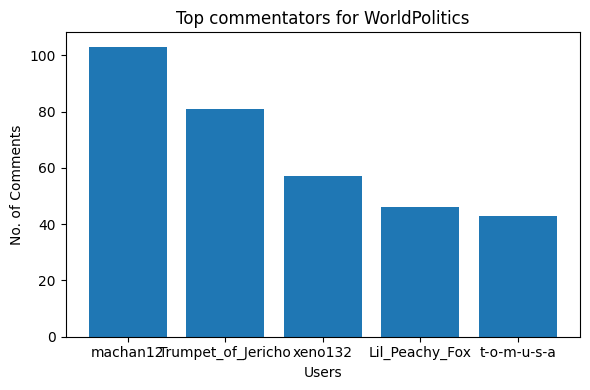 Top commentators for WorldPolitics
No. of Comments
100
80
60
40
20
0
machan12 Trumpet_of_Jericho xeno132 Lil_Peachy_Fox t-o-m-u-s-a
Users